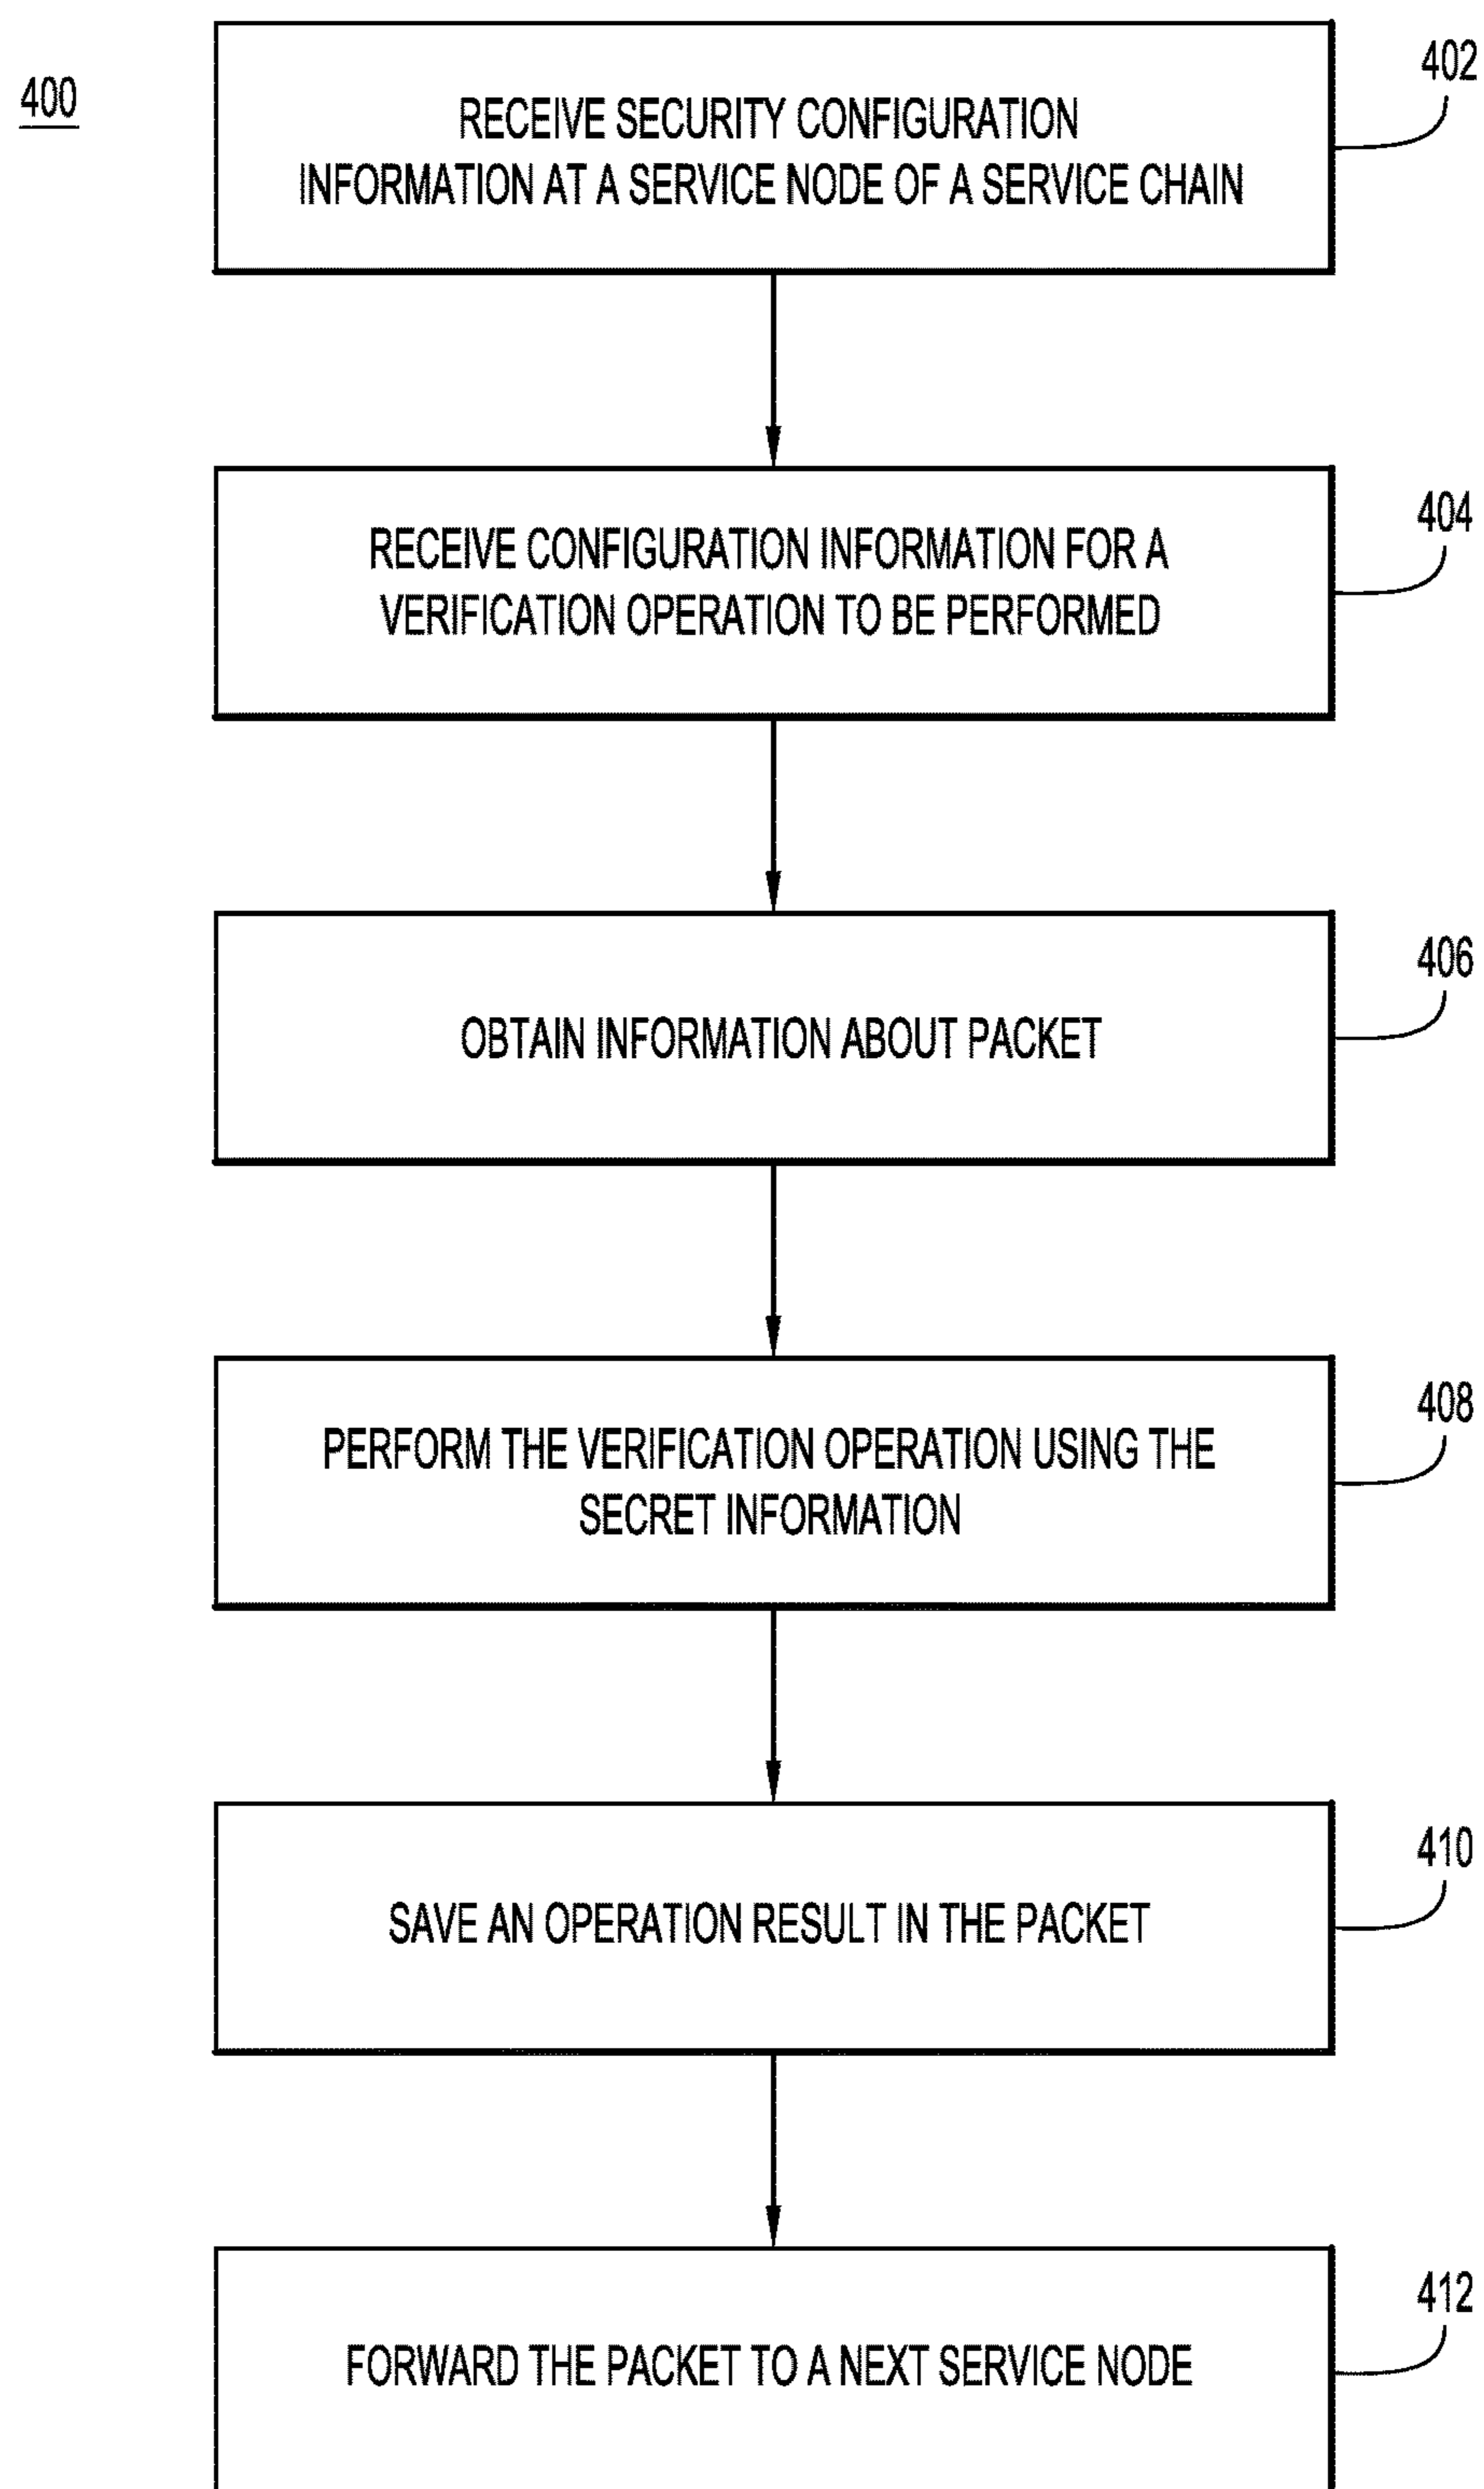 400
402
RECEIVE SECURITY CONFIGURATION
INFORMATION AT A SERVICE NODE OF A SERVICE CHAIN
404
RECEIVE CONFIGURATION INFORMATION FOR A
VERIFICATION OPERATION TO BE PERFORMED
406
OBTAIN INFORMATION ABOUT PACKET
408
PERFORM THE VERIFICATION OPERATION USING THE
SECRET INFORMATION
410
SAVE AN OPERATION RESULT IN THE PACKET
412
FORWARD THE PACKET TO A NEXT SERVICE NODE